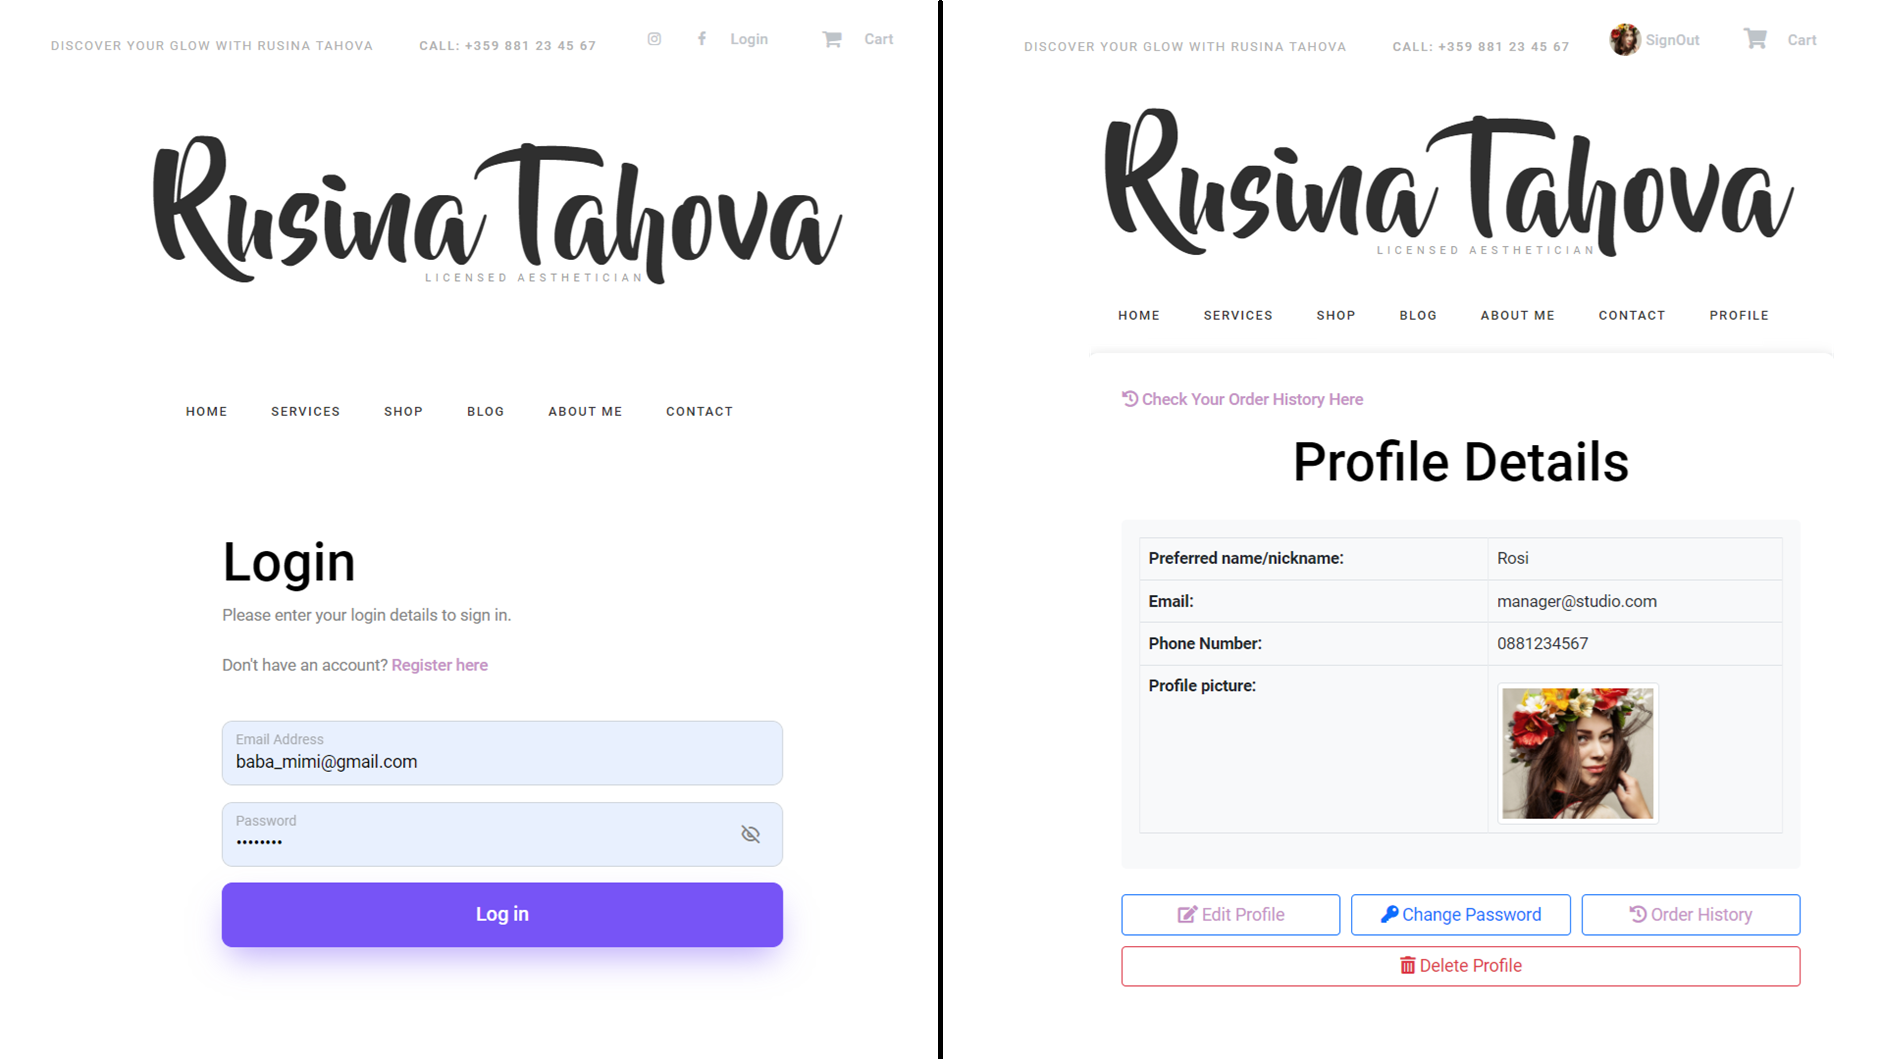 DISCOVER YOUR GLOW WITH RUSINA TAHOVA CALL: +359 881 23 45 67 Login Cart
Rusina Tahova
LICENSED AESTHETICIAN
HOME SERVICES SHOP BLOG ABOUT ME CONTACT
Login
Please enter your login details to sign in.
Don't have an account? Register here
Email Address
baba_mimi@gmail.com
Password
••••••••
Log in
DISCOVER YOUR GLOW WITH RUSINA TAHOVA CALL: +359 881 23 45 67 SignOut Cart
Rusina Tahova
LICENSED AESTHETICIAN
HOME SERVICES SHOP BLOG ABOUT ME CONTACT PROFILE
Check Your Order History Here
Profile Details
Preferred name/nickname: Rosi
Email: manager@studio.com
Phone Number: 0881234567
Profile picture:
Edit Profile Change Password Order History
Delete Profile